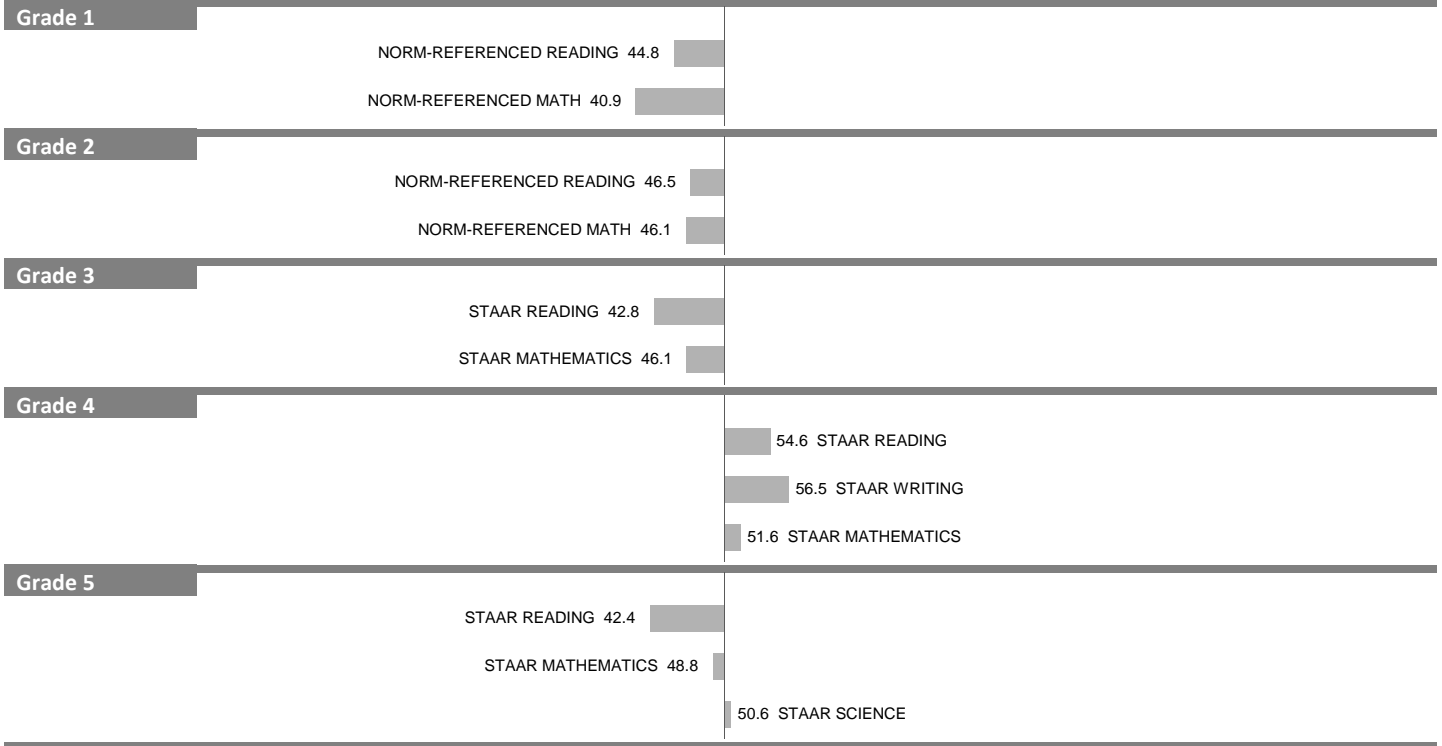 Grade 1
NORM-REFERENCED READING 44.8
NORM-REFERENCED MATH 40.9
Grade 2
NORM-REFERENCED READING 46.5
NORM-REFERENCED MATH 46.1
Grade 3
STAAR READING 42.8
STAAR MATHEMATICS 46.1
Grade 4
54.6 STAAR READING
56.5 STAAR WRITING
51.6 STAAR MATHEMATICS
Grade 5
STAAR READING 42.4
STAAR MATHEMATICS 48.8
50.6 STAAR SCIENCE